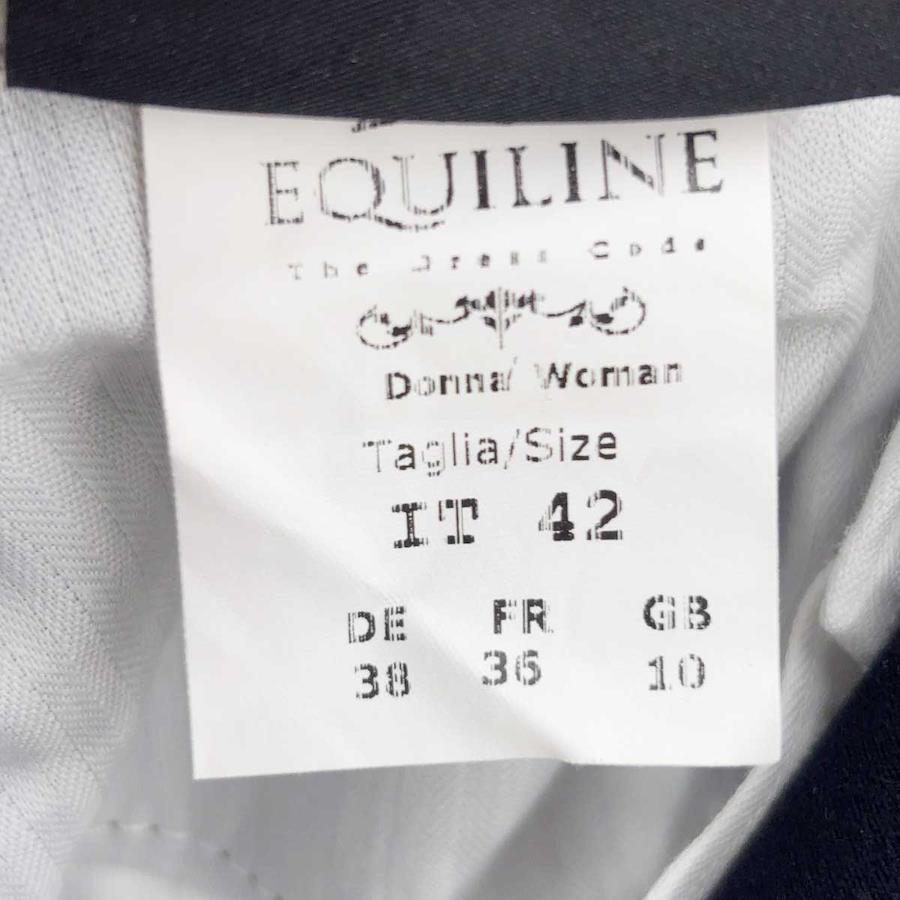 EQUILINE
The Dress Code
Donna/Woman
Taglia/Size
IT 42
DE FR GB
38 36 10